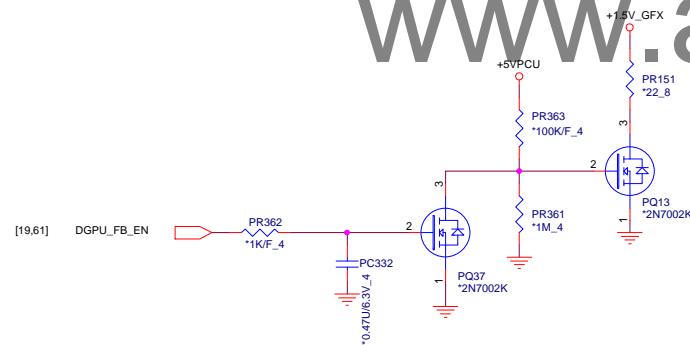 www.a
+1.5V_GFX
+5VPCU
PR151
*22_8
PR363
*100K/F_4
3
2
PQ13
*2N7002K
1
3
PR361
*1M_4
[19,61] DGPU_FB_EN
PR362
*1K/F_4
2
PC332
*0.47U/6.3V_4
PQ37
*2N7002K
1